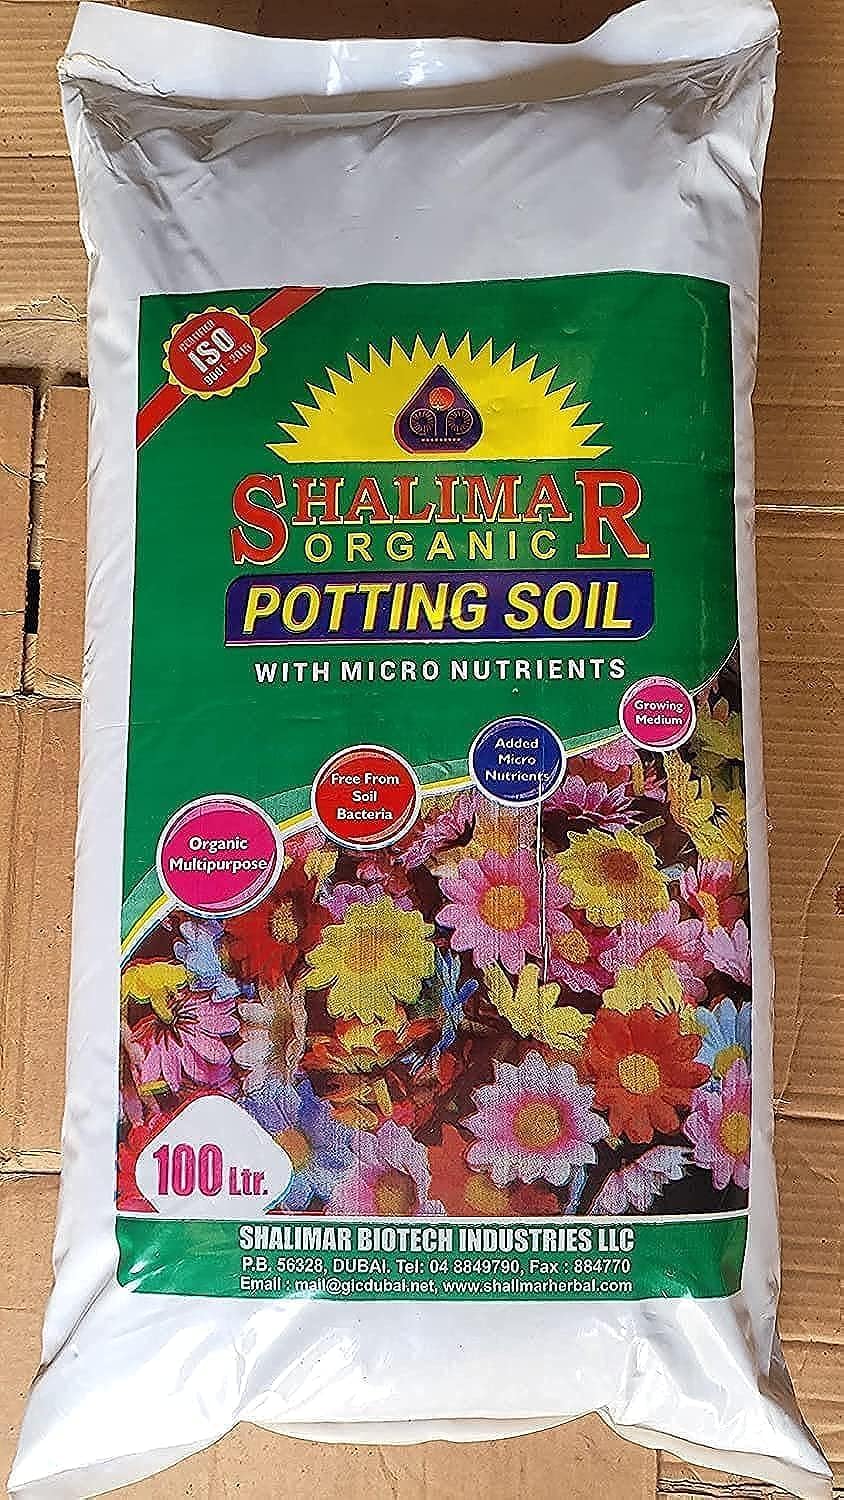 CERTIFIED
ISO
9001-2015
SHALIMAR
ORGANIC
POTTING SOIL
WITH MICRO NUTRIENTS
Growing
Medium
Added
Micro
Nutrients
Free From
Soil
Bacteria
Organic
Multipurpose
100 Ltr.
SHALIMAR BIOTECH INDUSTRIES LLC
P.B. 56328, DUBAI. Tel: 04 8849790, Fax : 884770
Email : mail@gicdubai.net, www.shalimarherbal.com